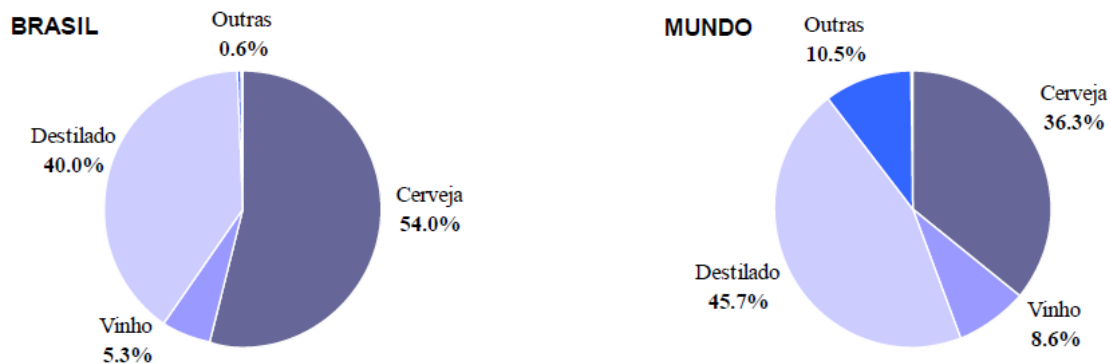 BRASIL
Outras
0.6%
Destilado
40.0%
Cerveja
54.0%
Vinho
5.3%
MUNDO
Outras
10.5%
Cerveja
36.3%
Destilado
45.7%
Vinho
8.6%